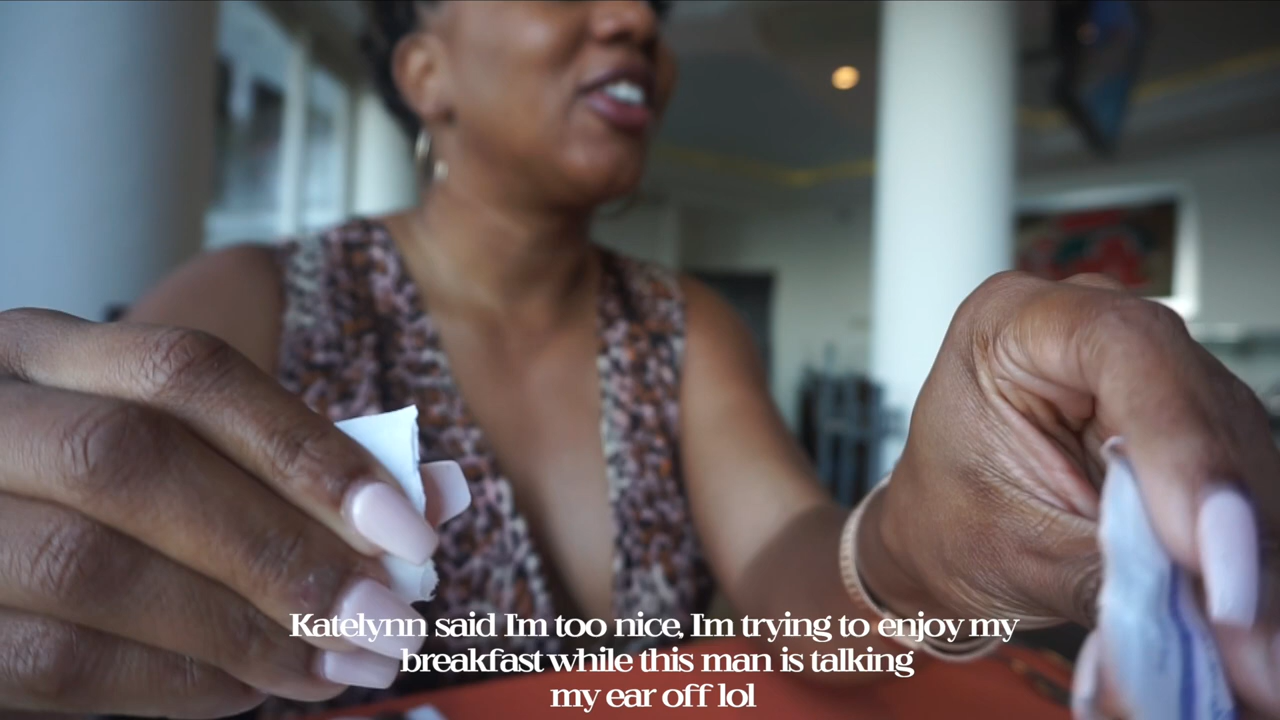 Katelynn said I'm too nice, I'm trying to enjoy my
breakfast while this man is talking
my ear off lol